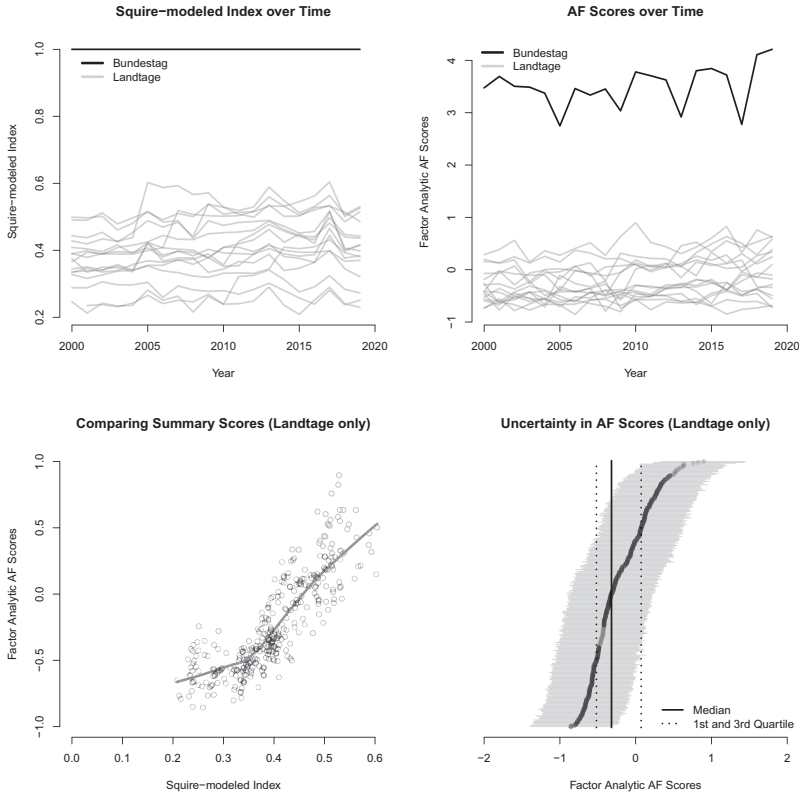 Squire−modeled Index over Time
Squire−modeled Index
1.0
0.8
0.6
0.4
0.2
Bundestag
Landtage
2000 2005 2010 2015 2020
Year
AF Scores over Time
Factor Analytic AF Scores
4
3
2
1
0
−1
Bundestag
Landtage
2000 2005 2010 2015 2020
Year
Comparing Summary Scores (Landtage only)
Factor Analytic AF Scores
1.0
0.5
0.0
−0.5
−1.0
0.0 0.1 0.2 0.3 0.4 0.5 0.6
Squire−modeled Index
Uncertainty in AF Scores (Landtage only)
Median
1st and 3rd Quartile
−2 −1 0 1 2
Factor Analytic AF Scores